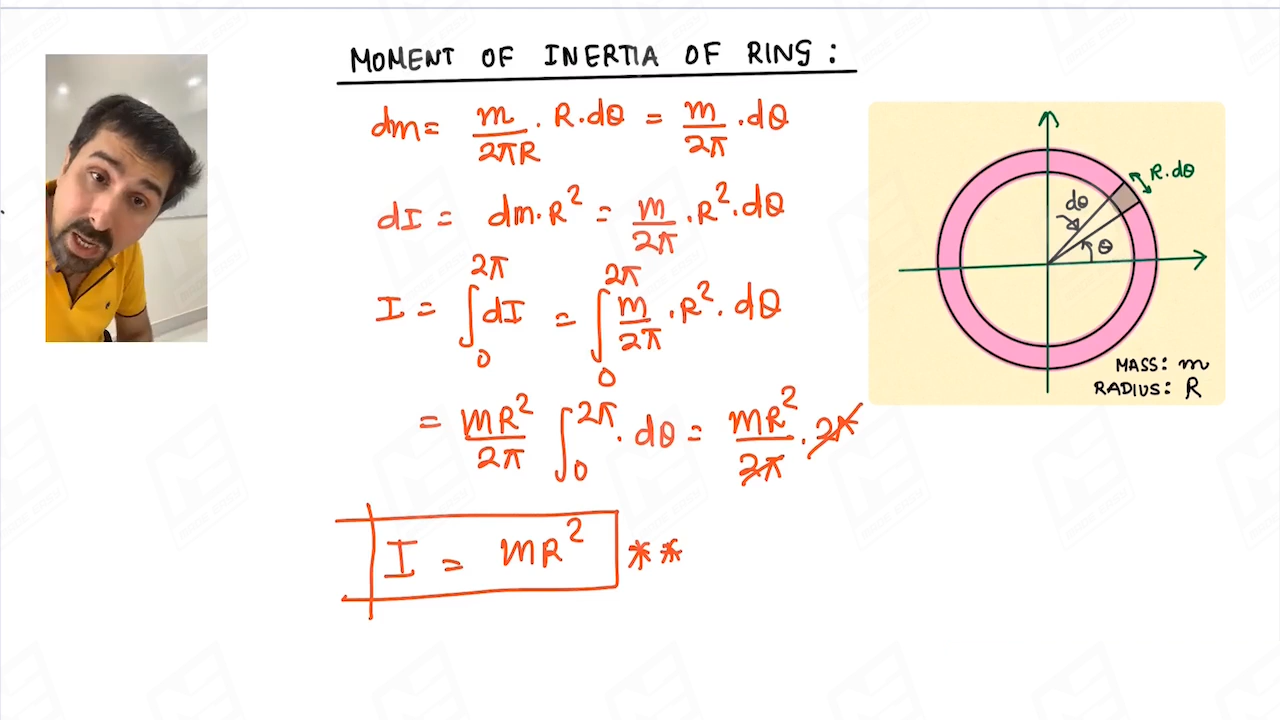 MOMENT OF INERTIA OF RING :
dm = m/2πR · R·dθ = m/2π · dθ
dI = dm·R² = m/2π · R²·dθ
I = ∫₀^2π dI = ∫₀^2π m/2π · R²· dθ
= mR²/2π ∫₀^2π · dθ = mR²/2π · 2π
I = mR² **
R.dθ
dθ
θ
MASS: m
RADIUS: R